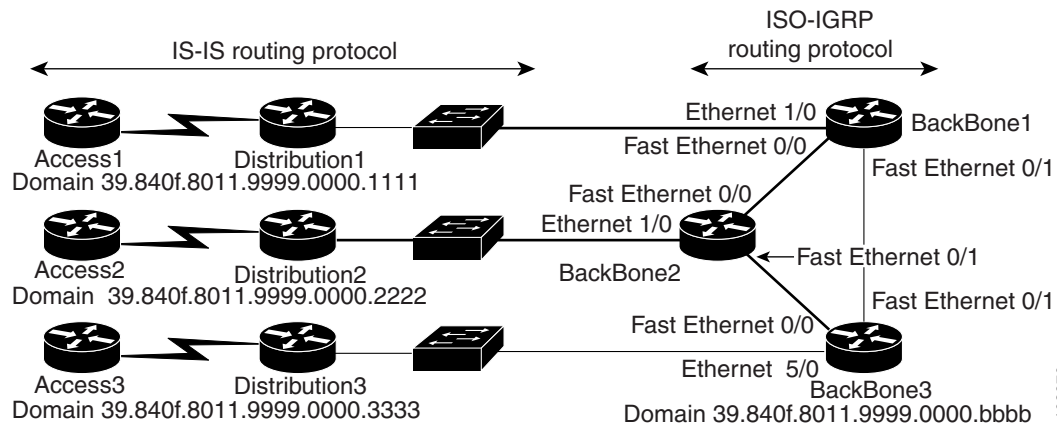 IS-IS routing protocol
ISO-IGRP
routing protocol
Ethernet 1/0
BackBone1
Fast Ethernet 0/0
Fast Ethernet 0/1
Access1
Distribution1
Domain 39.840f.8011.9999.0000.1111
Fast Ethernet 0/0
Ethernet 1/0
BackBone2
Fast Ethernet 0/1
Access2
Distribution2
Domain 39.840f.8011.9999.0000.2222
Fast Ethernet 0/1
Fast Ethernet 0/0
Ethernet 5/0
Access3
Distribution3
BackBone3
Domain 39.840f.8011.9999.0000.3333
Domain 39.840f.8011.9999.0000.bbbb